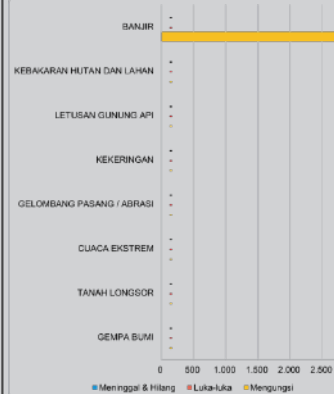 BANJIR
-
-
KEBAKARAN HUTAN DAN LAHAN
-
-
-
LETUSAN GUNUNG API
-
-
-
KEKERINGAN
-
-
-
GELOMBANG PASANG / ABRASI
-
-
-
CUACA EKSTREM
-
-
-
TANAH LONGSOR
-
-
-
GEMPA BUMI
-
-
-
0 500 1.000 1.500 2.000 2.500
Meninggal & Hilang Luka-luka Mengungsi